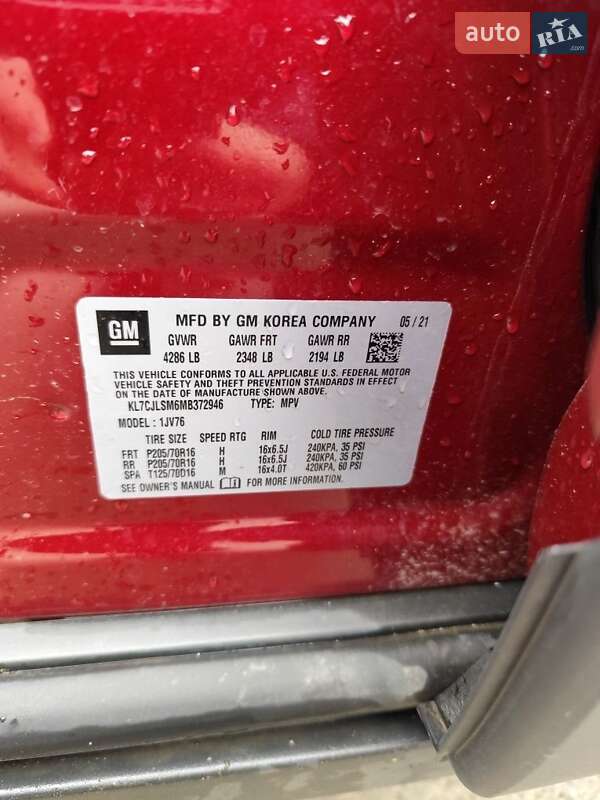 auto RIA .com
GM MFD BY GM KOREA COMPANY 05 / 21
GVWR GAWR FRT GAWR RR
4286 LB 2348 LB 2194 LB
THIS VEHICLE CONFORMS TO ALL APPLICABLE U.S. FEDERAL MOTOR
VEHICLE SAFETY AND THEFT PREVENTION STANDARDS IN EFFECT
ON THE DATE OF MANUFACTURE SHOWN ABOVE.
KL7CJLSM6MB372946 TYPE: MPV
MODEL : 1JV76
TIRE SIZE SPEED RTG RIM COLD TIRE PRESSURE
FRT P205/70R16 H 16x6.5J 240KPA, 35 PSI
RR P205/70R16 H 16x6.5J 240KPA, 35 PSI
SPA T125/70D16 M 16x4.0T 420KPA, 60 PSI
SEE OWNER'S MANUAL FOR MORE INFORMATION.